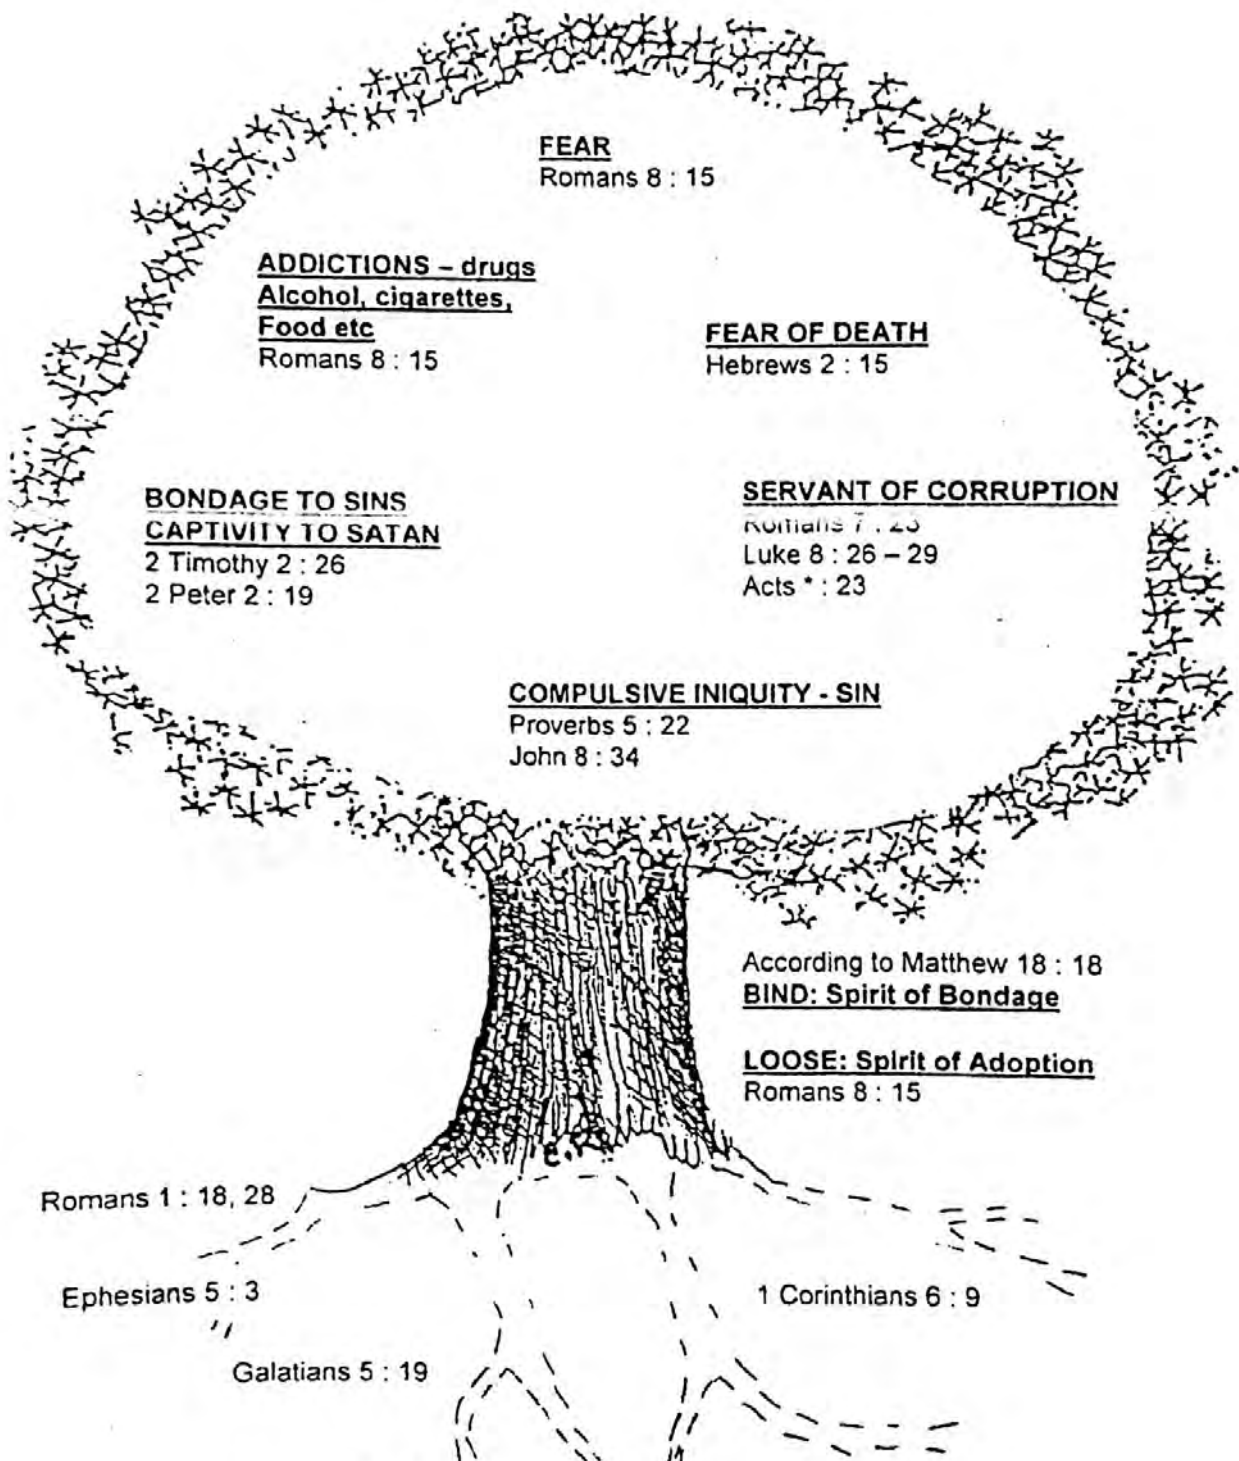 FEAR
Romans 8 : 15
ADDICTIONS – drugs
Alcohol, cigarettes,
Food etc
Romans 8 : 15
FEAR OF DEATH
Hebrews 2 : 15
BONDAGE TO SINS
CAPTIVITY TO SATAN
2 Timothy 2 : 26
2 Peter 2 : 19
SERVANT OF CORRUPTION
Romans 7 : 23
Luke 8 : 26 – 29
Acts * : 23
COMPULSIVE INIQUITY - SIN
Proverbs 5 : 22
John 8 : 34
According to Matthew 18 : 18
BIND: Spirit of Bondage
LOOSE: Spirit of Adoption
Romans 8 : 15
Romans 1 : 18, 28
Ephesians 5 : 3
1 Corinthians 6 : 9
Galatians 5 : 19